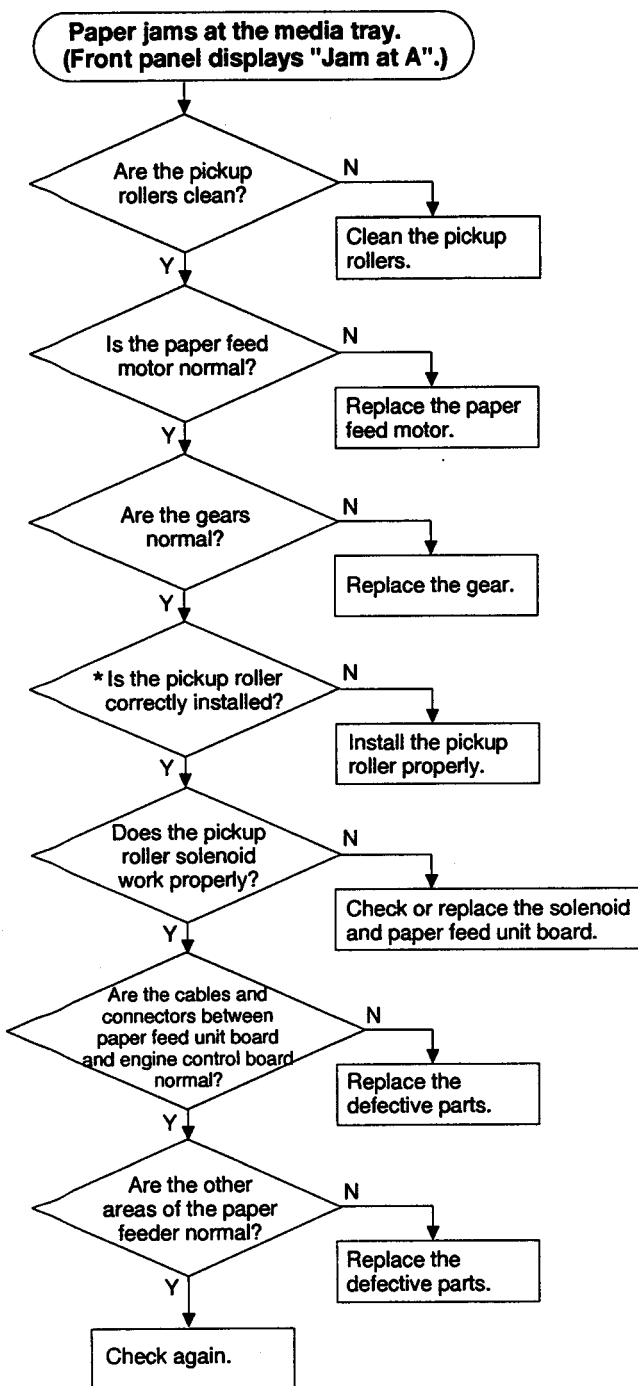 Paper jams at the media tray.
(Front panel displays "Jam at A".)
Are the pickup
rollers clean?
N
Clean the pickup
rollers.
Y
Is the paper feed
motor normal?
N
Replace the paper
feed motor.
Y
Are the gears
normal?
N
Replace the gear.
Y
* Is the pickup roller
correctly installed?
N
Install the pickup
roller properly.
Y
Does the pickup
roller solenoid
work properly?
N
Check or replace the solenoid
and paper feed unit board.
Y
Are the cables and
connectors between
paper feed unit board
and engine control board
normal?
N
Replace the
defective parts.
Y
Are the other
areas of the paper
feeder normal?
N
Replace the
defective parts.
Y
Check again.